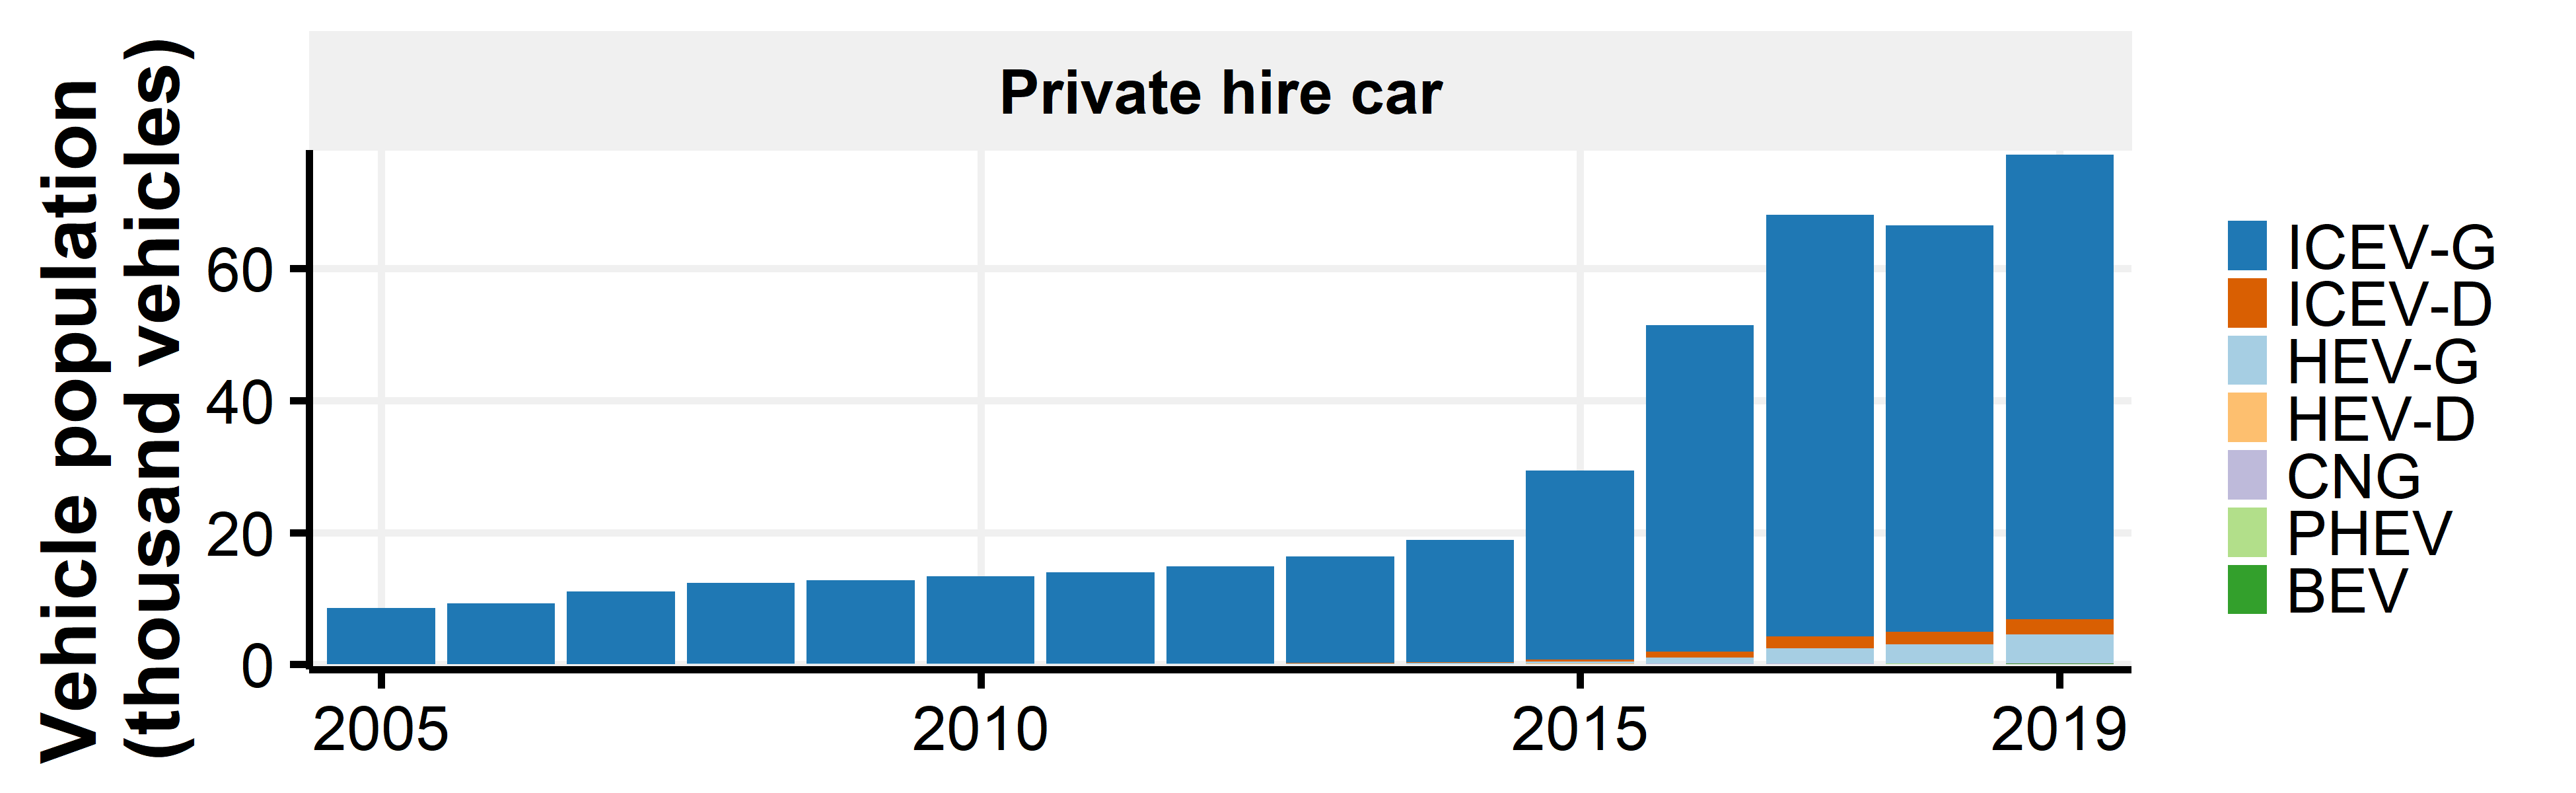 Private hire car
Vehicle population
(thousand vehicles)
60
40
20
0
2005
2010
2015
2019
ICEV-G
ICEV-D
HEV-G
HEV-D
CNG
PHEV
BEV